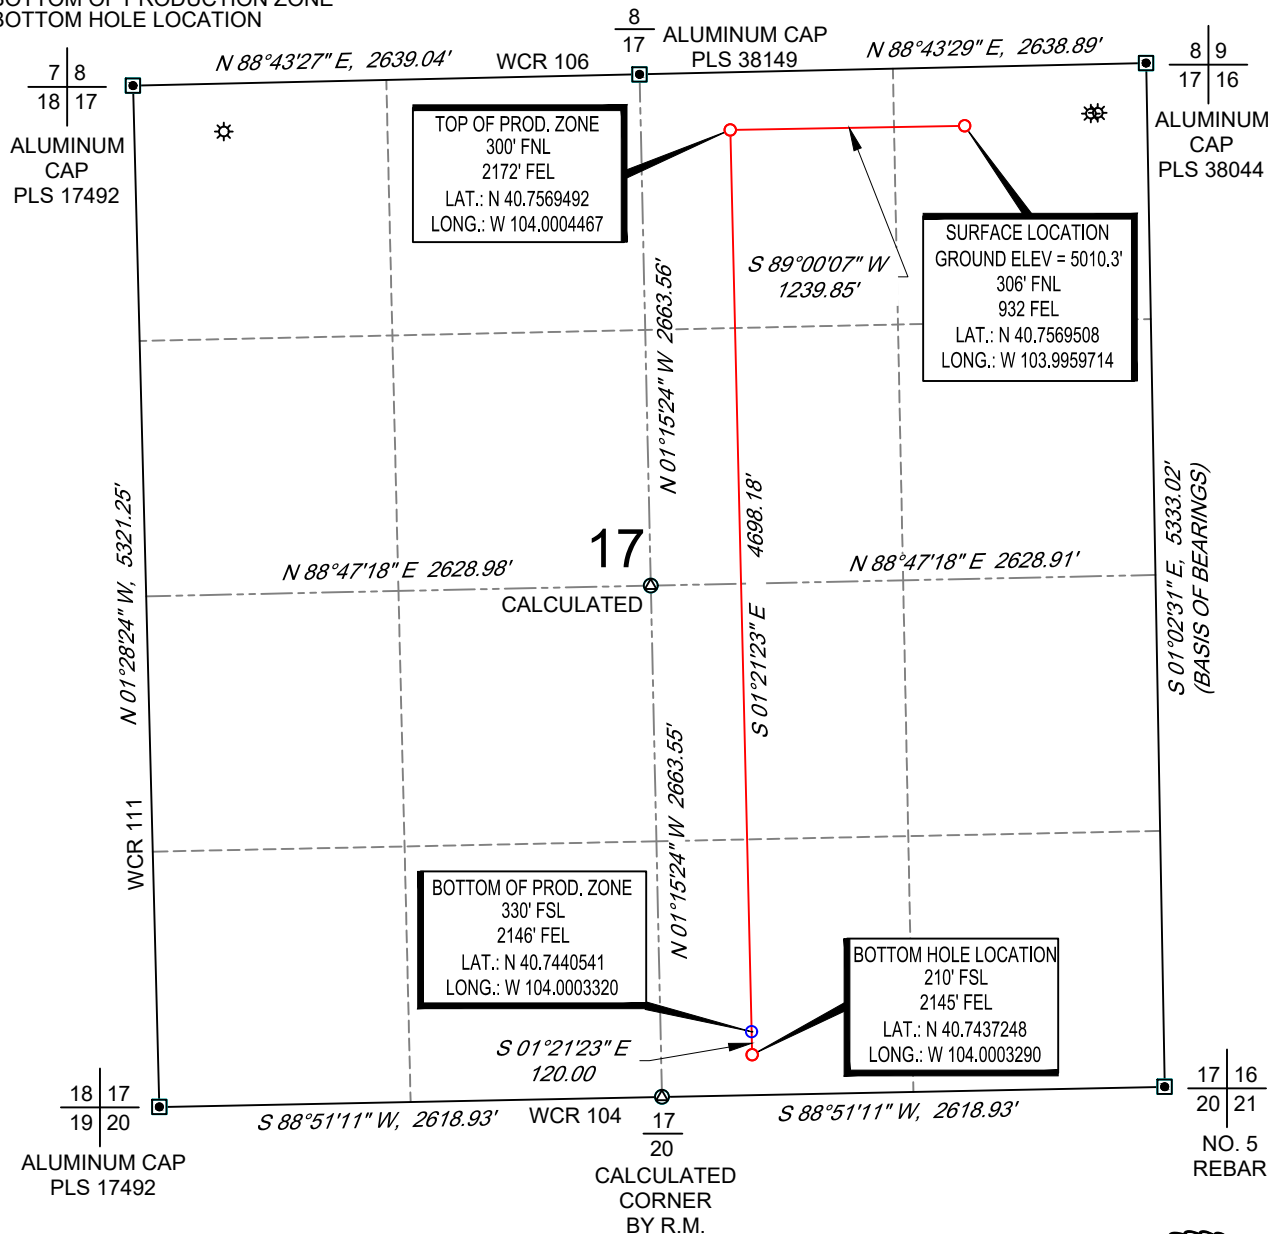 BOTTOM OF PRODUCTION ZONE
BOTTOM HOLE LOCATION
8
17
ALUMINUM CAP
PLS 38149
N 88°43'27" E, 2639.04'
WCR 106
N 88°43'29" E, 2638.89'
7 8
18 17
ALUMINUM
CAP
PLS 17492
8 9
17 16
ALUMINUM
CAP
PLS 38044
TOP OF PROD. ZONE
300' FNL
2172' FEL
LAT.: N 40.7569492
LONG.: W 104.0004467
SURFACE LOCATION
GROUND ELEV = 5010.3'
306' FNL
932 FEL
LAT.: N 40.7569508
LONG.: W 103.9959714
S 89°00'07" W
1239.85'
N 01°15'24" W 2663.56'
4698.18'
S 01°21'23" E
N 01°28'24" W, 5321.25'
WCR 111
S 01°02'31" E, 5333.02'
(BASIS OF BEARINGS)
17
N 88°47'18" E 2628.98'
N 88°47'18" E 2628.91'
CALCULATED
N 01°15'24" W 2663.55'
BOTTOM OF PROD. ZONE
330' FSL
2146' FEL
LAT.: N 40.7440541
LONG.: W 104.0003320
BOTTOM HOLE LOCATION
210' FSL
2145' FEL
LAT.: N 40.7437248
LONG.: W 104.0003290
S 01°21'23" E
120.00
18 17
19 20
ALUMINUM CAP
PLS 17492
S 88°51'11" W, 2618.93'
WCR 104
17
20
CALCULATED
CORNER
BY R.M.
S 88°51'11" W, 2618.93'
17 16
20 21
NO. 5
REBAR